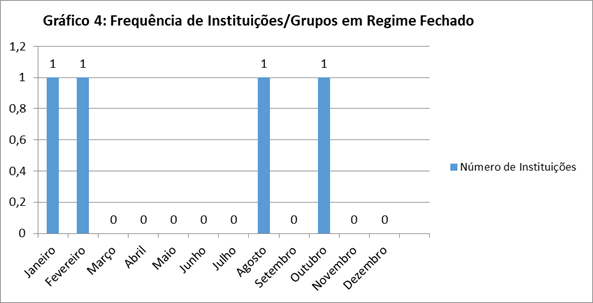 Gráfico 4: Frequência de Instituições/Grupos em Regime Fechado
1,2
1
0,8
0,6
0,4
0,2
0
1 1 0 0 0 0 0 1 0 1 0 0
Janeiro Fevereiro Março Abril Maio Junho Julho Agosto Setembro Outubro Novembro Dezembro
Número de Instituições